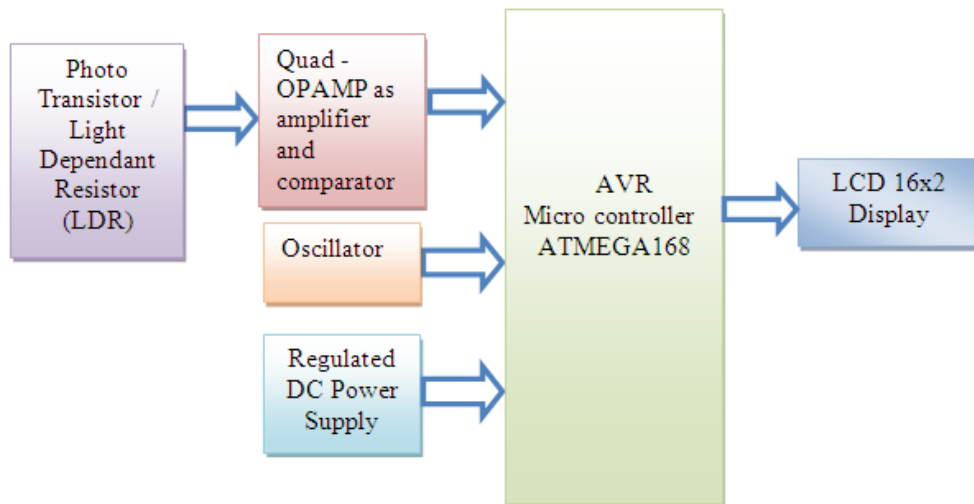 Photo
Transistor /
Light
Dependant
Resistor
(LDR)
Quad -
OPAMP as
amplifier
and
comparator
Oscillator
Regulated
DC Power
Supply
AVR
Micro controller
ATMEGA168
LCD 16x2
Display